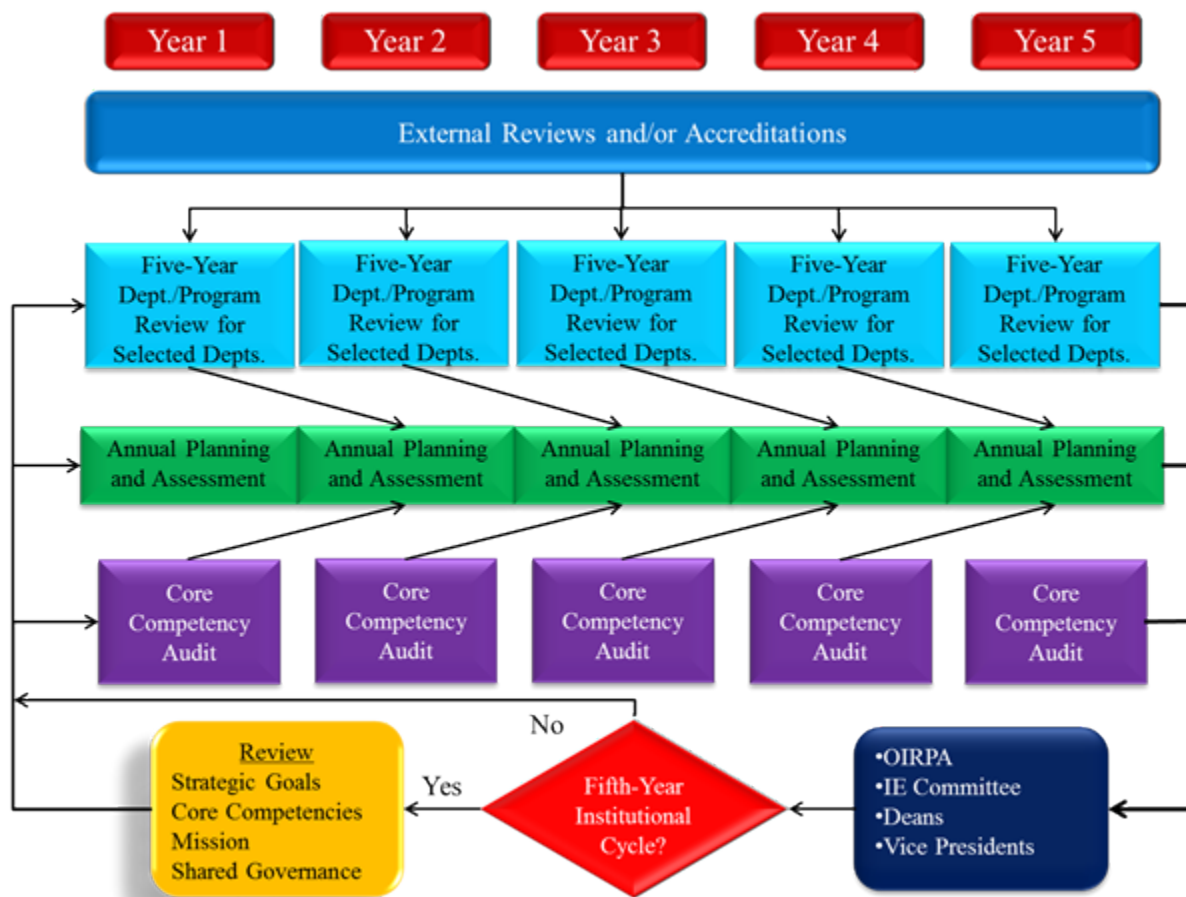 Year 1
Year 2
Year 3
Year 4
Year 5
External Reviews and/or Accreditations
Five-Year
Dept./Program
Review for
Selected Depts.
Five-Year
Dept./Program
Review for
Selected Depts.
Five-Year
Dept./Program
Review for
Selected Depts.
Five-Year
Dept./Program
Review for
Selected Depts.
Five-Year
Dept./Program
Review for
Selected Depts.
Annual Planning
and Assessment
Annual Planning
and Assessment
Annual Planning
and Assessment
Annual Planning
and Assessment
Annual Planning
and Assessment
Core
Competency
Audit
Core
Competency
Audit
Core
Competency
Audit
Core
Competency
Audit
Core
Competency
Audit
Review
Strategic Goals
Core Competencies
Mission
Shared Governance
Yes
No
Fifth-Year
Institutional
Cycle?
•OIRPA
•IE Committee
•Deans
•Vice Presidents